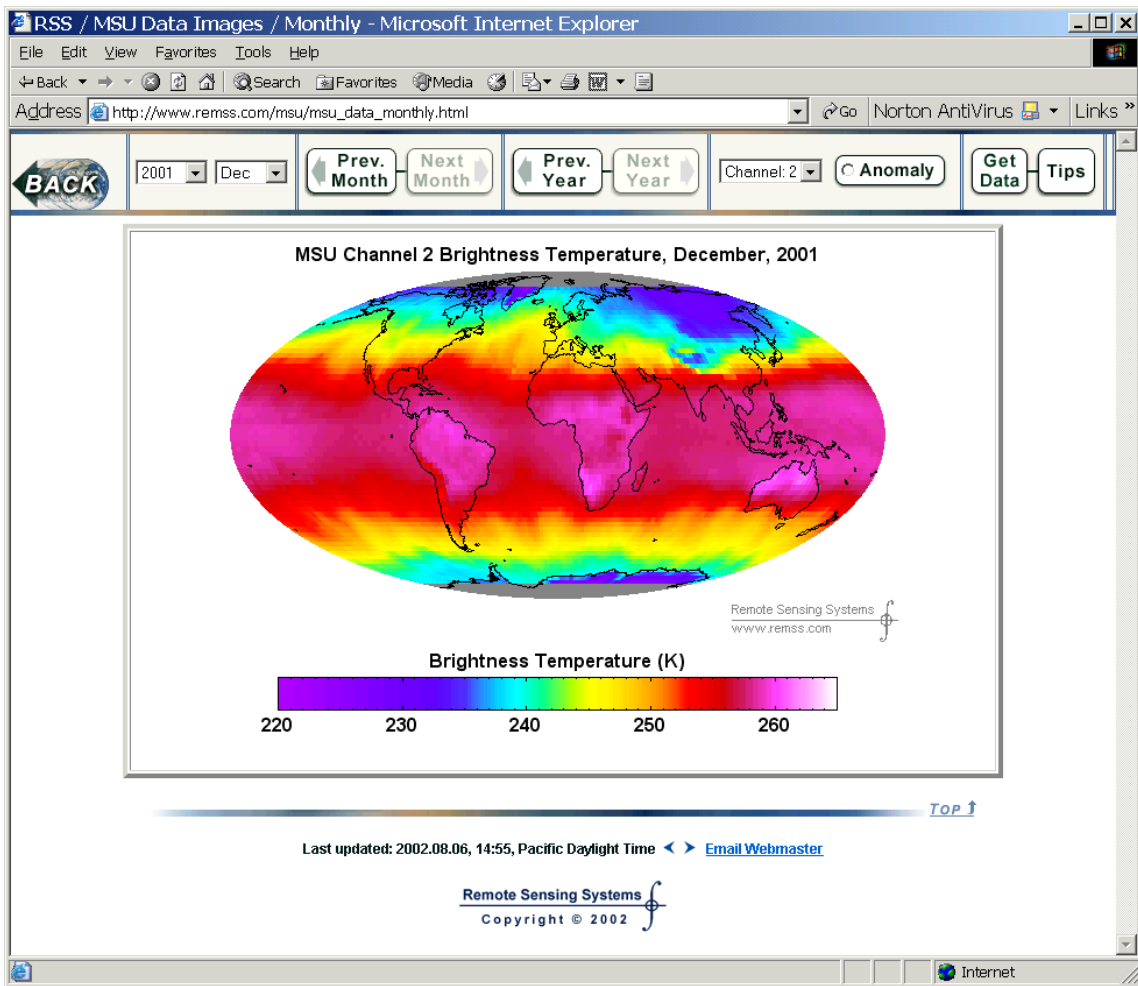 RSS / MSU Data Images / Monthly - Microsoft Internet Explorer
File Edit View Favorites Tools Help
Back Search Favorites Media
Address http://www.remss.com/msu/msu_data_monthly.html Go Norton AntiVirus Links »
BACK 2001 Dec Prev. Month Next Month Prev. Year Next Year Channel: 2 Anomaly Get Data Tips
MSU Channel 2 Brightness Temperature, December, 2001
Remote Sensing Systems
www.remss.com
Brightness Temperature (K)
220 230 240 250 260
TOP
Last updated: 2002.08.06, 14:55, Pacific Daylight Time Email Webmaster
Remote Sensing Systems
Copyright © 2002
Internet